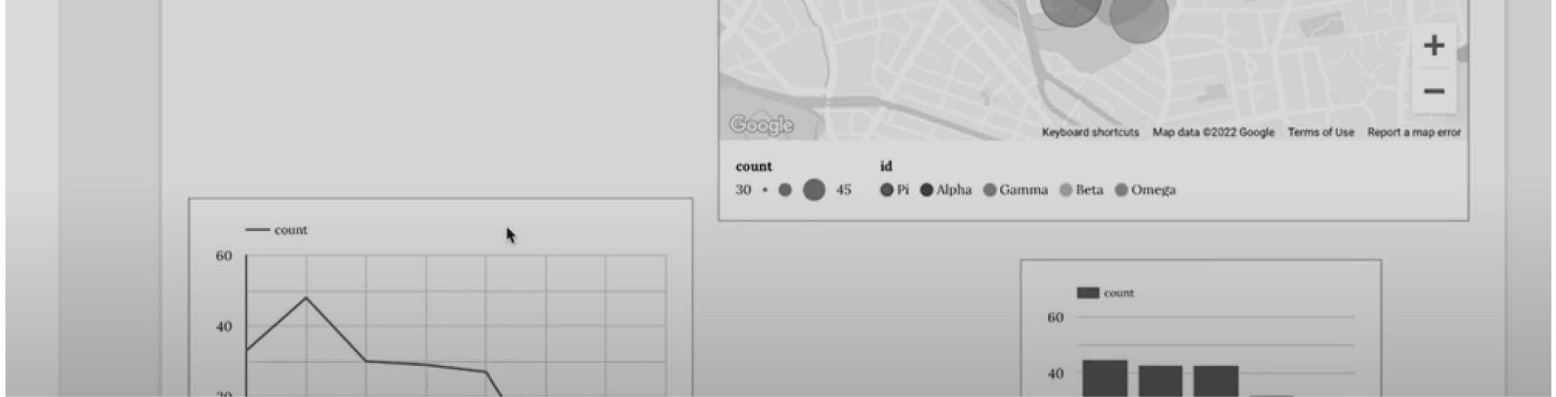 Google
Keyboard shortcuts Map data ©2022 Google Terms of Use Report a map error
count id
30 45 Pi Alpha Gamma Beta Omega
count
60
40
20
count
60
40